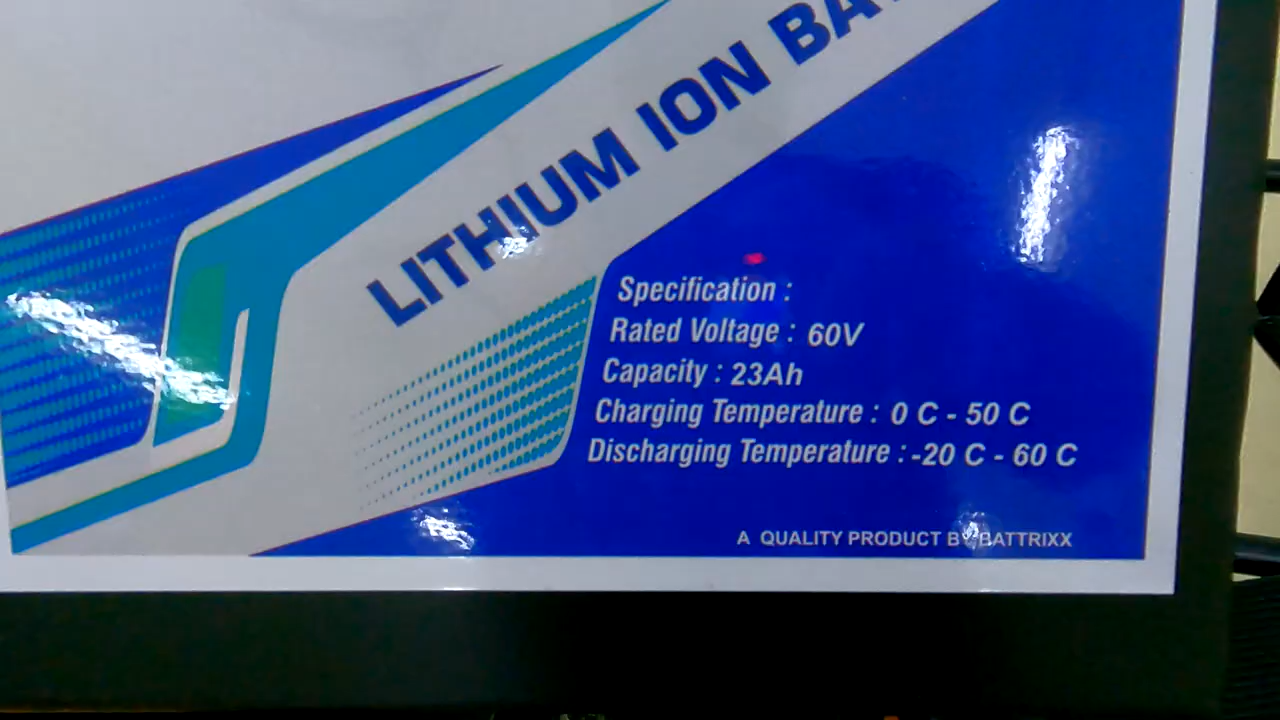 LITHIUM ION BAT
Specification :
Rated Voltage : 60V
Capacity : 23Ah
Charging Temperature : 0 C - 50 C
Discharging Temperature : -20 C - 60 C
A QUALITY PRODUCT BY BATTRIXX